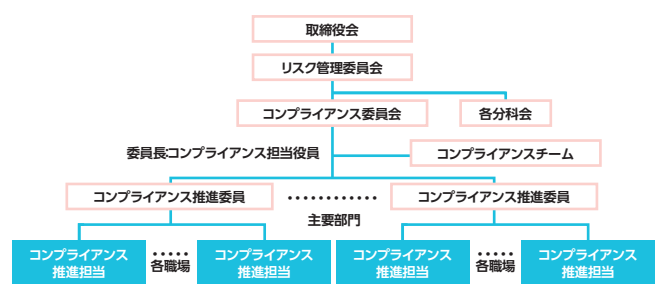 取締役会
リスク管理委員会
コンプライアンス委員会
各分科会
委員長:コンプライアンス担当役員
コンプライアンスチーム
コンプライアンス推進委員
・・・・・・・・・・・・
コンプライアンス推進委員
主要部門
コンプライアンス
推進担当
・・・・・
各職場
コンプライアンス
推進担当
コンプライアンス
推進担当
・・・・・
各職場
コンプライアンス
推進担当